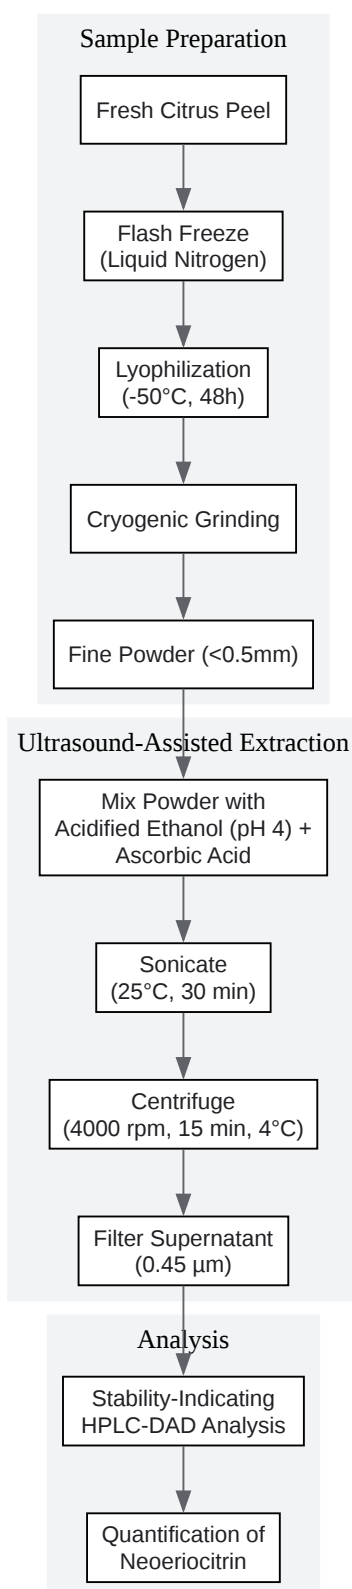 Sample Preparation
Fresh Citrus Peel
Flash Freeze
(Liquid Nitrogen)
Lyophilization
(-50°C, 48h)
Cryogenic Grinding
Fine Powder (<0.5mm)
Ultrasound-Assisted Extraction
Mix Powder with
Acidified Ethanol (pH 4) +
Ascorbic Acid
Sonicate
(25°C, 30 min)
Centrifuge
(4000 rpm, 15 min, 4°C)
Filter Supernatant
(0.45 µm)
Analysis
Stability-Indicating
HPLC-DAD Analysis
Quantification of
Neoeriocitrin